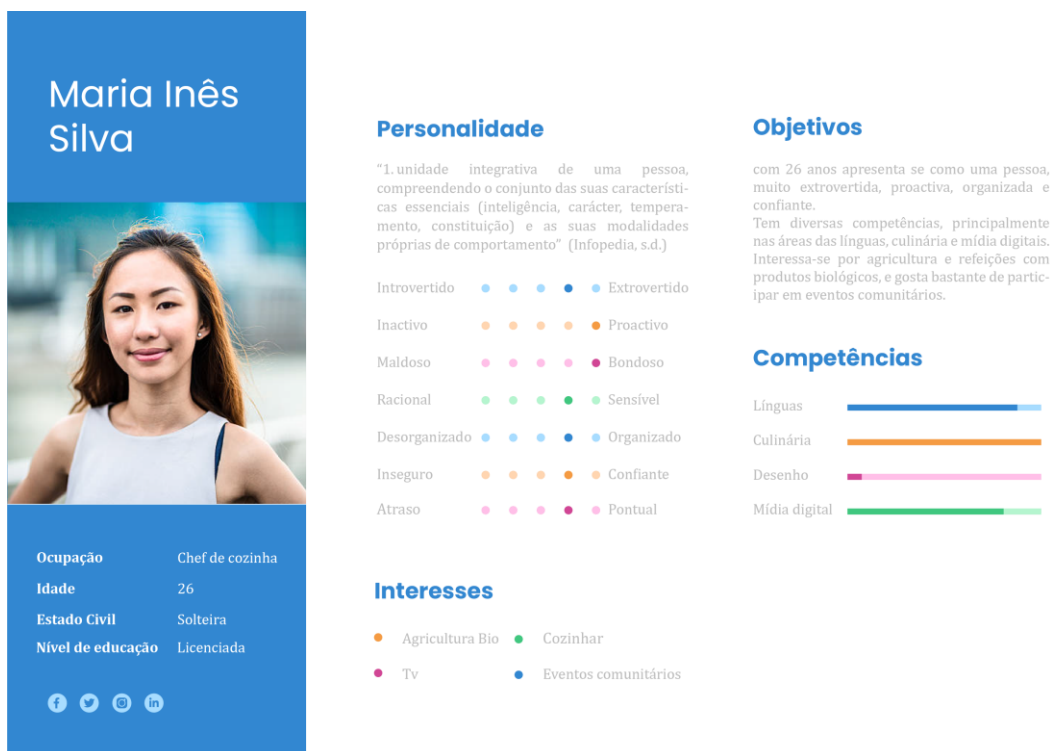 Maria Inês
Silva
Ocupação Chef de cozinha
Idade 26
Estado Civil Solteira
Nível de educação Licenciada
Personalidade
“1. unidade integrativa de uma pessoa,
compreendendo o conjunto das suas característi-
cas essenciais (inteligência, carácter, tempera-
mento, constituição) e as suas modalidades
próprias de comportamento” (Infopedia, s.d.)
Introvertido Extrovertido
Inactivo Proactivo
Maldoso Bondoso
Racional Sensível
Desorganizado Organizado
Inseguro Confiante
Atraso Pontual
Interesses
Agricultura Bio Cozinhar
Tv Eventos comunitários
Objetivos
com 26 anos apresenta se como uma pessoa,
muito extrovertida, proactiva, organizada e
confiante.
Tem diversas competências, principalmente
nas áreas das línguas, culinária e mídia digitais.
Interessa-se por agricultura e refeições com
produtos biológicos, e gosta bastante de partic-
ipar em eventos comunitários.
Competências
Línguas
Culinária
Desenho
Mídia digital